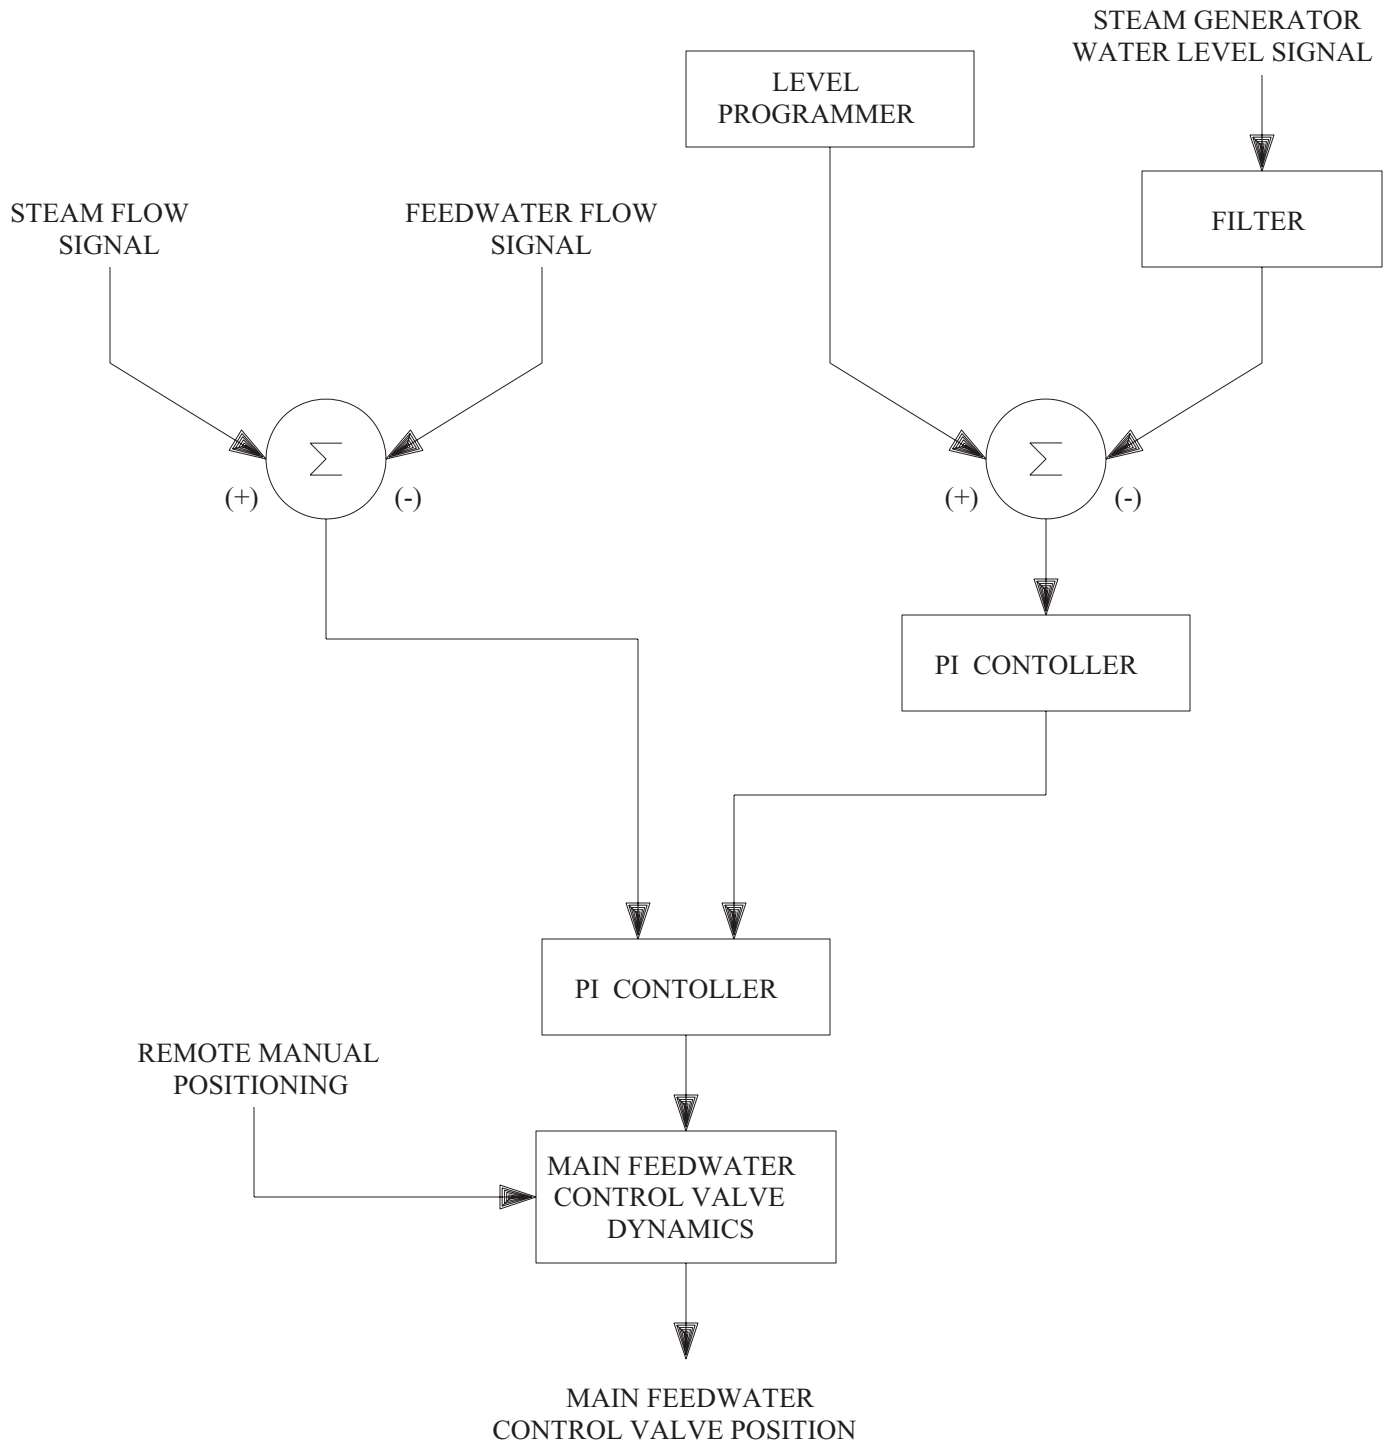 STEAM GENERATOR
WATER LEVEL SIGNAL
LEVEL
PROGRAMMER
FILTER
STEAM FLOW
SIGNAL
FEEDWATER FLOW
SIGNAL
Σ
(+)
(-)
Σ
(+)
(-)
PI CONTOLLER
PI CONTOLLER
REMOTE MANUAL
POSITIONING
MAIN FEEDWATER
CONTROL VALVE
DYNAMICS
MAIN FEEDWATER
CONTROL VALVE POSITION